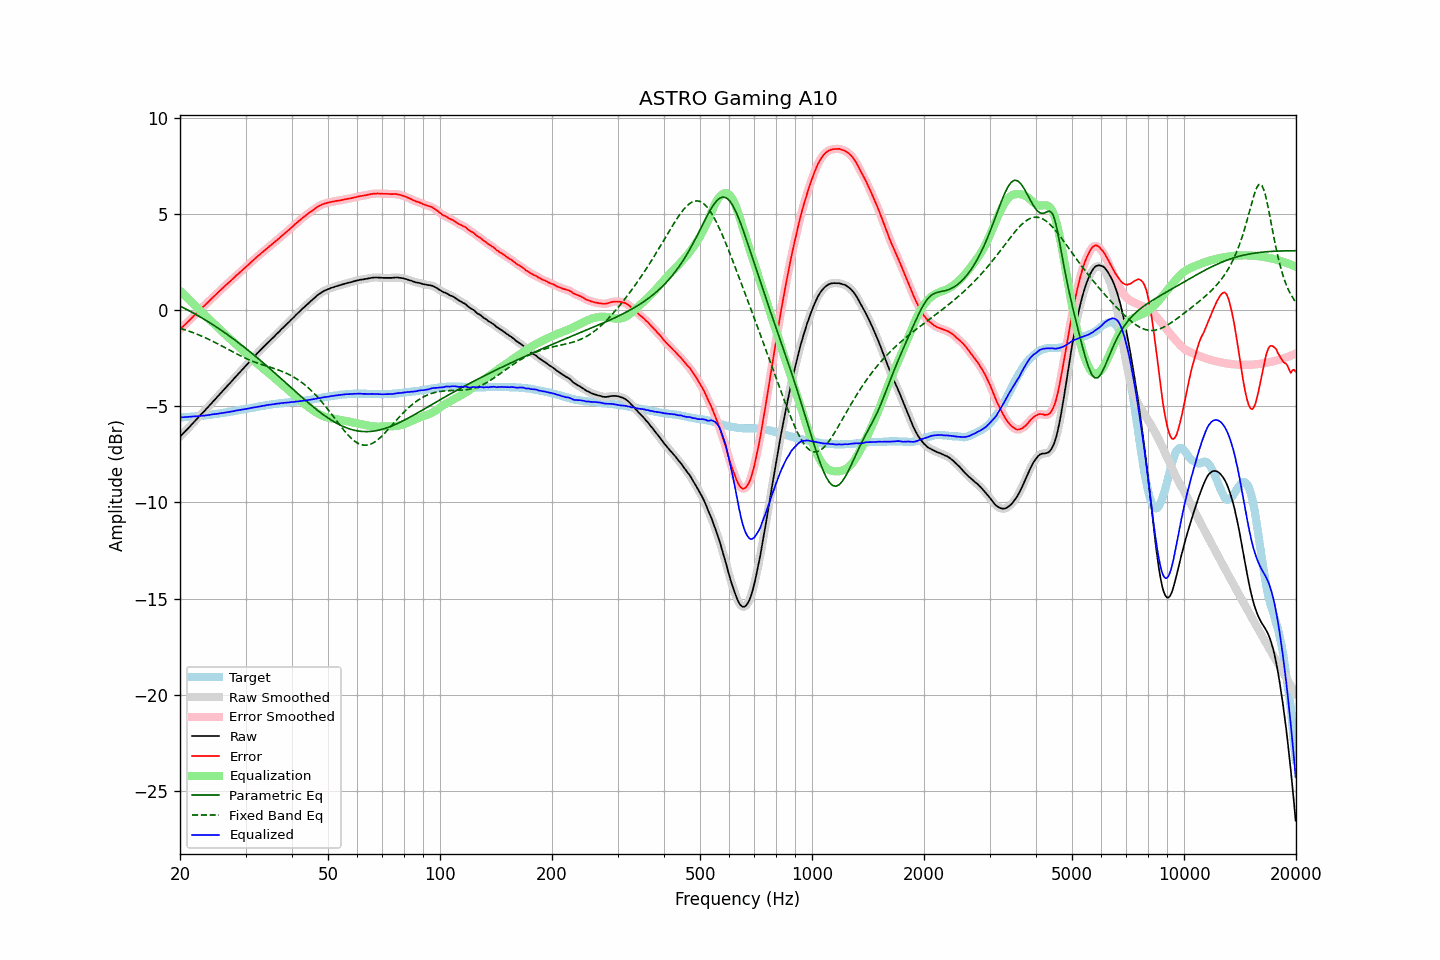 ASTRO Gaming A10
Amplitude (dBr)
10
5
0
−5
−10
−15
−20
−25
Target
Raw Smoothed
Error Smoothed
Raw
Error
Equalization
Parametric Eq
Fixed Band Eq
Equalized
20 50 100 200 500 1000 2000 5000 10000 20000
Frequency (Hz)